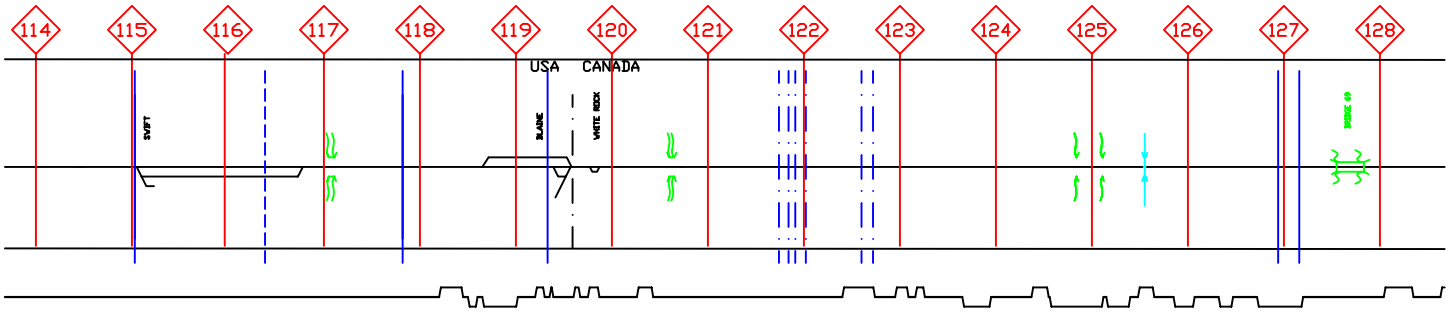 114 115 116 117 118 119 120 121 122 123 124 125 126 127 128
USA CANADA
SWIFT
BLAINE
WHITE ROCK
BRIDGE 69